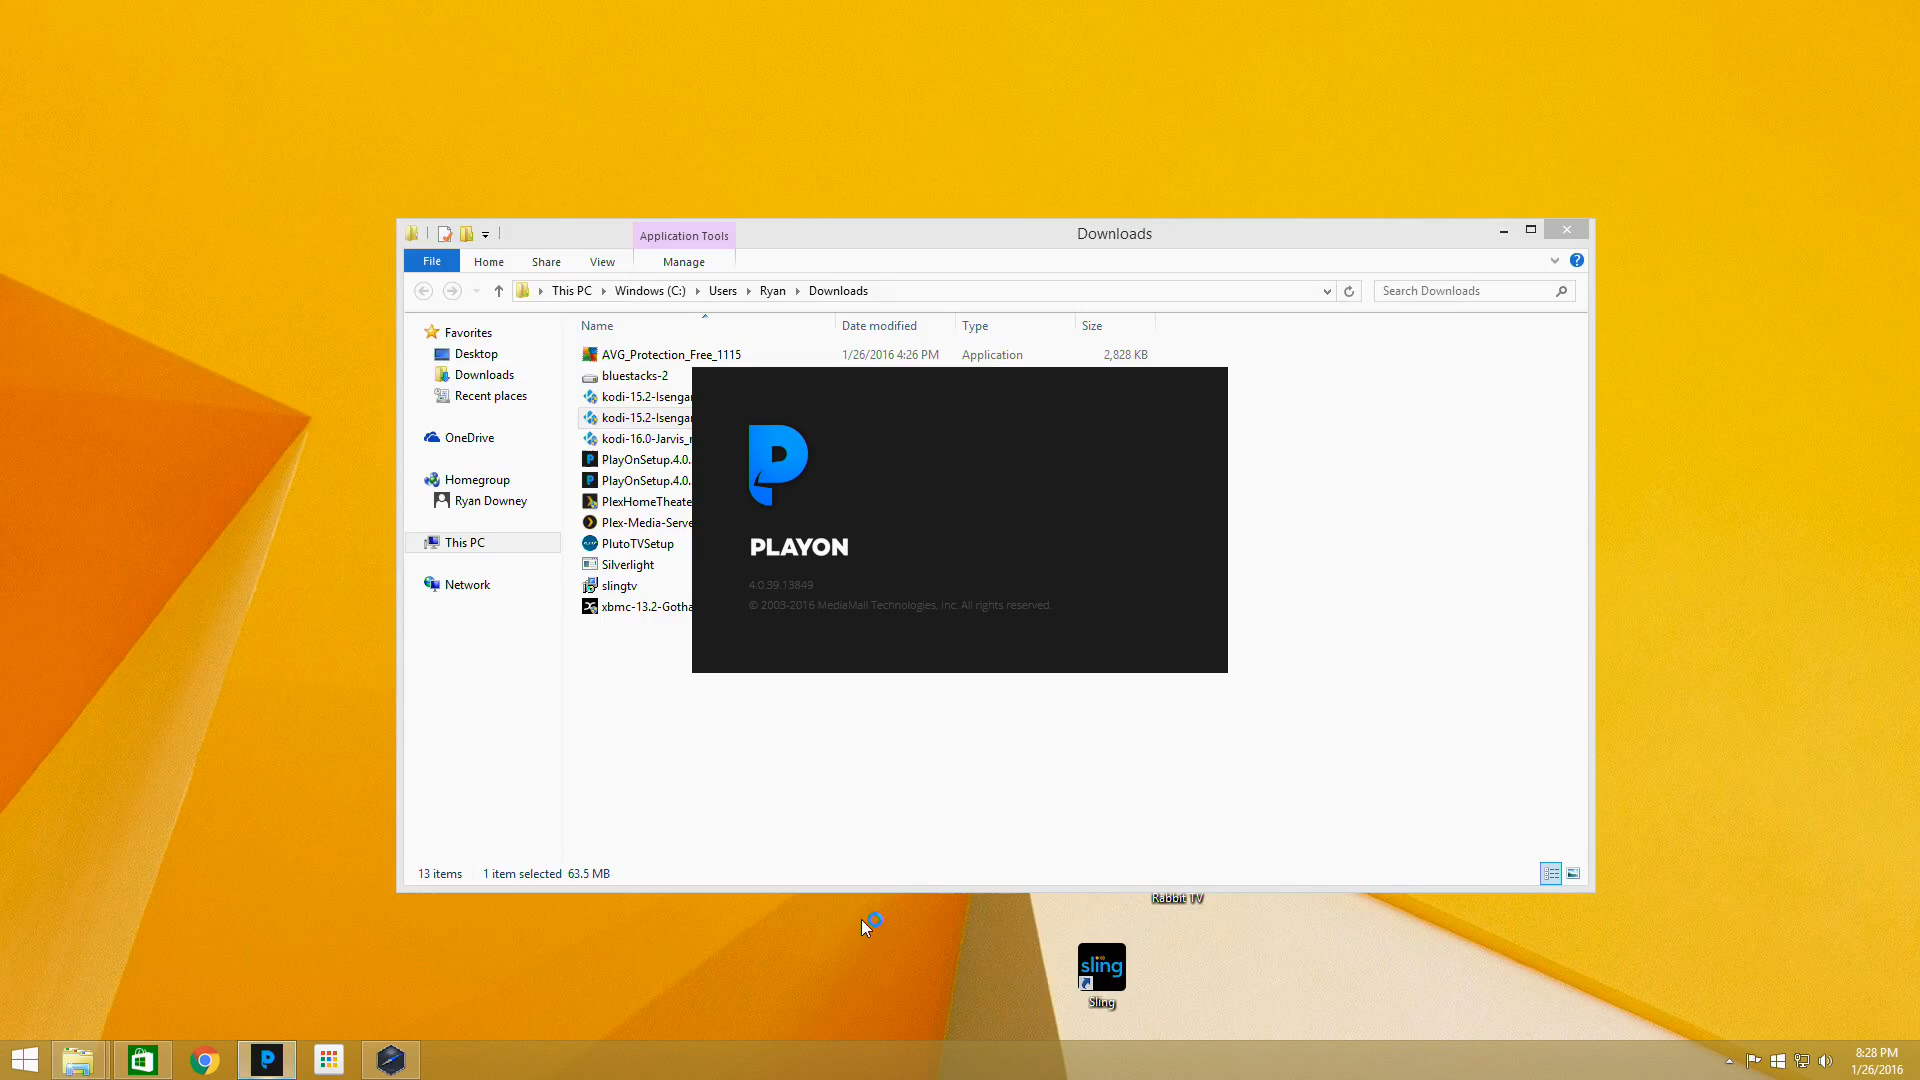 Application Tools
Downloads
File
Home
Share
View
Manage
This PC
Windows (C:)
Users
Ryan
Downloads
Search Downloads
Name
Date modified
Type
Size
Favorites
Desktop
Downloads
Recent places
OneDrive
Homegroup
Ryan Downey
This PC
Network
AVG_Protection_Free_1115
1/26/2016 4:26 PM
Application
2,828 KB
bluestacks-2
kodi-15.2-Isengar
kodi-15.2-Isengar
kodi-16.0-Jarvis_r
PlayOnSetup.4.0.
PlayOnSetup.4.0.
PlexHomeTheate
Plex-Media-Serve
PlutoTVSetup
Silverlight
slingtv
xbmc-13.2-Gotha
PLAYON
4.0.39.13849
© 2003-2016 MediaMall Technologies, Inc. All rights reserved.
13 items
1 item selected 63.5 MB
Rabbit TV
sling
Sling
8:28 PM
1/26/2016